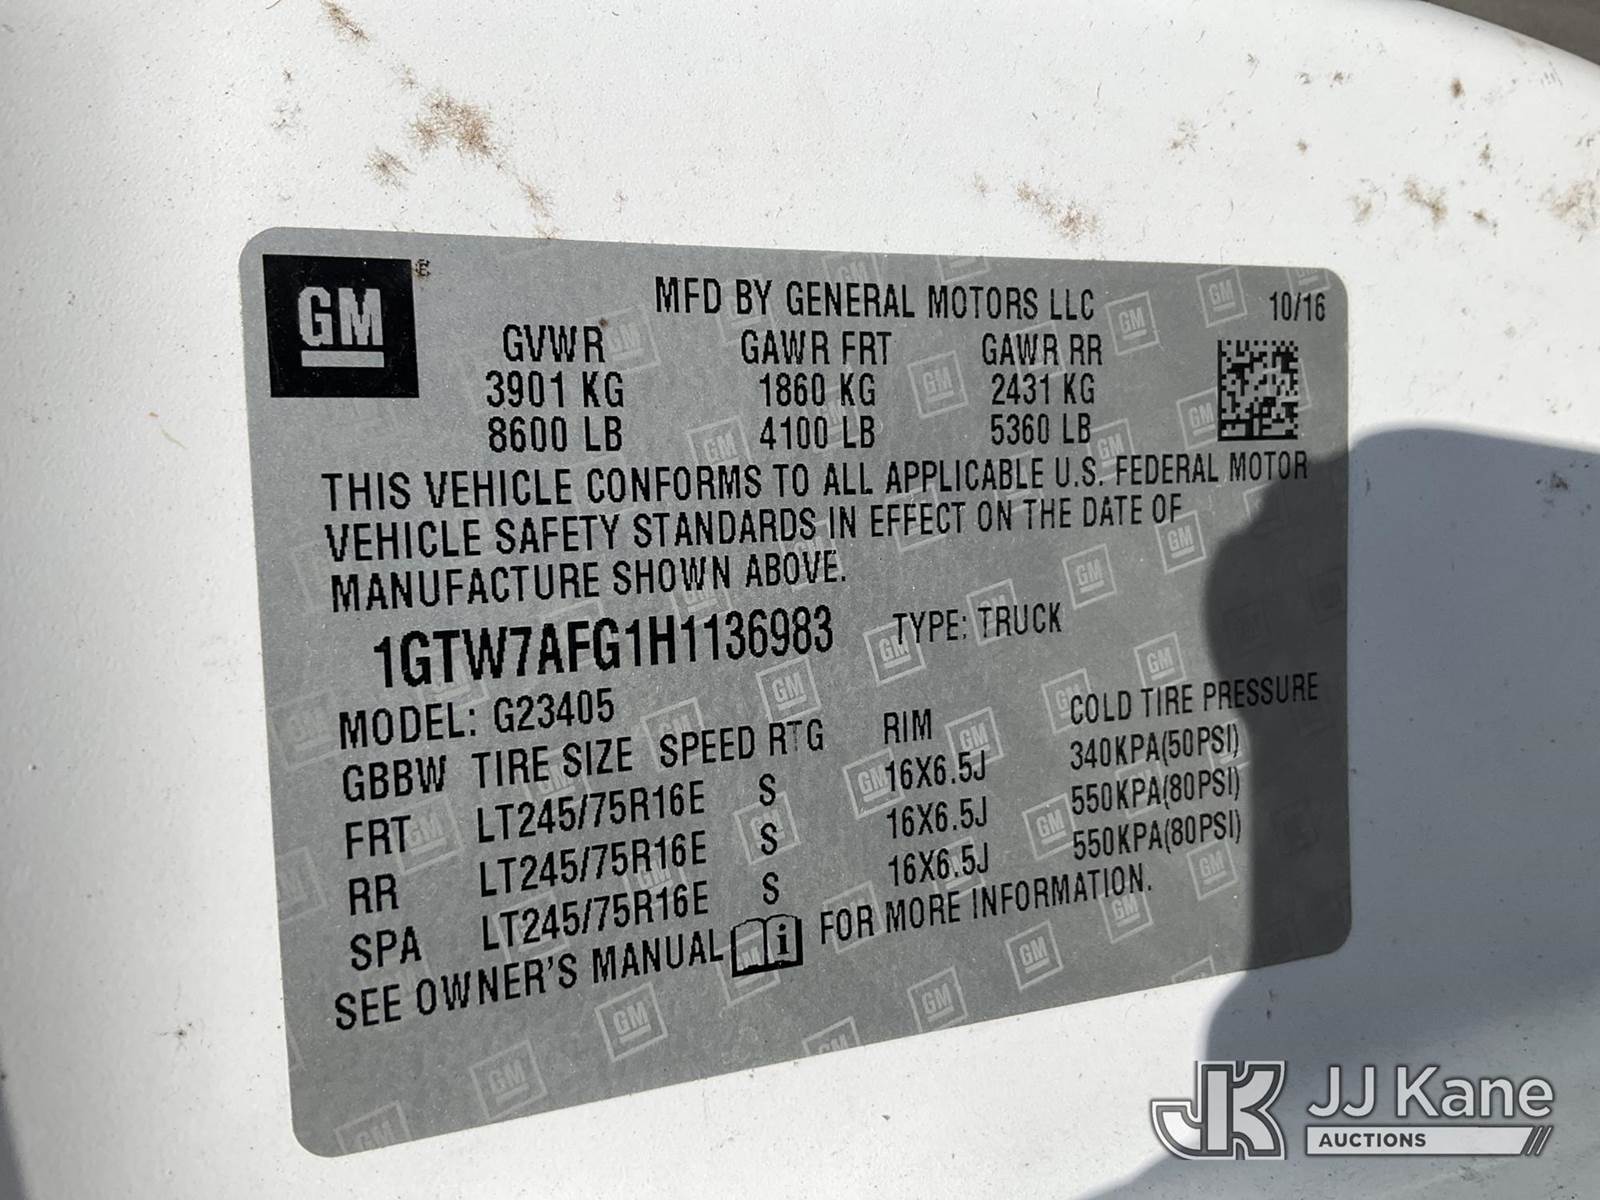 GM
E
MFD BY GENERAL MOTORS LLC 10/16
GVWR GAWR FRT GAWR RR
3901 KG 1860 KG 2431 KG
8600 LB 4100 LB 5360 LB
THIS VEHICLE CONFORMS TO ALL APPLICABLE U.S. FEDERAL MOTOR
VEHICLE SAFETY STANDARDS IN EFFECT ON THE DATE OF
MANUFACTURE SHOWN ABOVE.
1GTW7AFG1H1136983 TYPE: TRUCK
MODEL: G23405
GBBW TIRE SIZE SPEED RTG RIM COLD TIRE PRESSURE
FRT LT245/75R16E S 16X6.5J 340KPA(50PSI)
RR LT245/75R16E S 16X6.5J 550KPA(80PSI)
SPA LT245/75R16E S 16X6.5J 550KPA(80PSI)
SEE OWNER'S MANUAL i FOR MORE INFORMATION.
JK JJ Kane
AUCTIONS